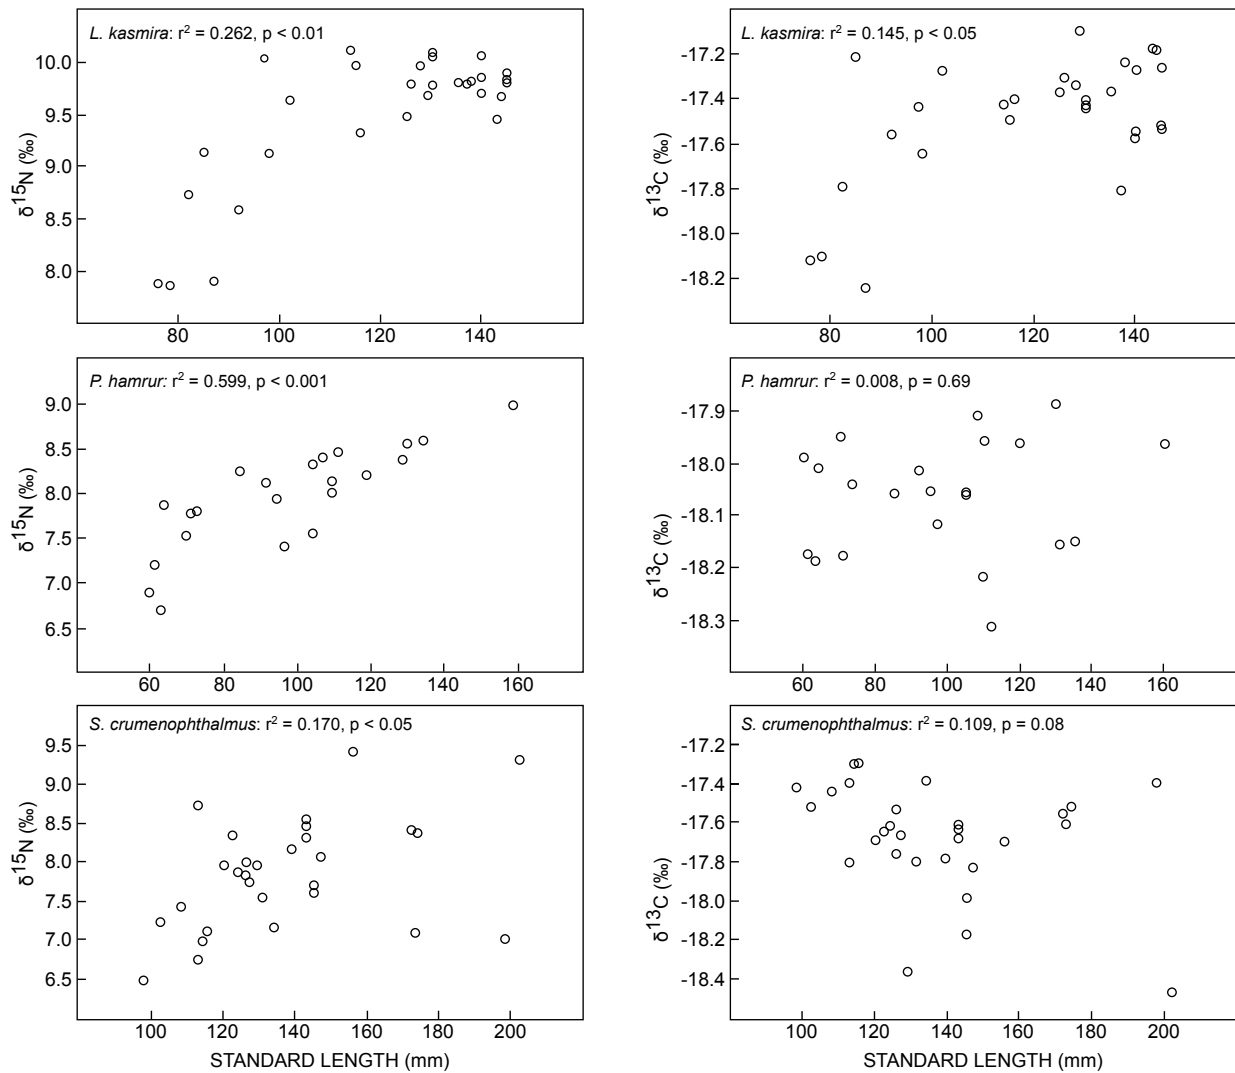 L. kasmira: r² = 0.262, p < 0.01
10.0
9.5
9.0
8.5
8.0
δ¹⁵N (‰)
80 100 120 140
L. kasmira: r² = 0.145, p < 0.05
-17.2
-17.4
-17.6
-17.8
-18.0
-18.2
δ¹³C (‰)
80 100 120 140
P. hamrur: r² = 0.599, p < 0.001
9.0
8.5
8.0
7.5
7.0
6.5
δ¹⁵N (‰)
60 80 100 120 140 160
P. hamrur: r² = 0.008, p = 0.69
-17.9
-18.0
-18.1
-18.2
-18.3
δ¹³C (‰)
60 80 100 120 140 160
S. crumenophthalmus: r² = 0.170, p < 0.05
9.5
9.0
8.5
8.0
7.5
7.0
6.5
δ¹⁵N (‰)
100 120 140 160 180 200
STANDARD LENGTH (mm)
S. crumenophthalmus: r² = 0.109, p = 0.08
-17.2
-17.4
-17.6
-17.8
-18.0
-18.2
-18.4
δ¹³C (‰)
100 120 140 160 180 200
STANDARD LENGTH (mm)